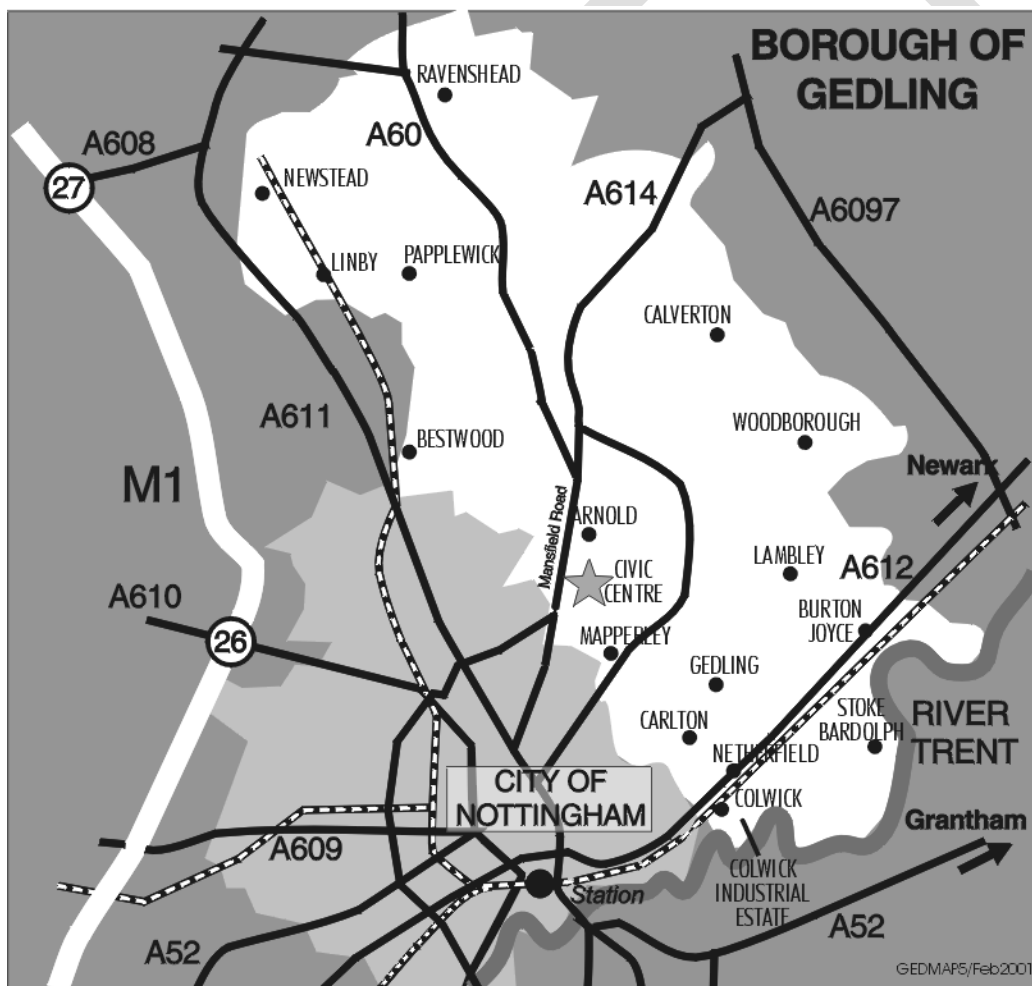 BOROUGH OF
GEDLING
RAVENSHEAD
A608
A60
27
NEWSTEAD
A614
A6097
LINBY
PAPPLEWICK
CALVERTON
A611
WOODBOROUGH
BESTWOOD
Newark
M1
Mansfield Road
ARNOLD
LAMBLEY
A612
CIVIC
CENTRE
A610
BURTON
JOYCE
26
MAPPERLEY
GEDLING
STOKE
BARDOLPH
RIVER
TRENT
CARLTON
NETHERFIELD
CITY OF
NOTTINGHAM
COLWICK
Grantham
A609
COLWICK
INDUSTRIAL
ESTATE
Station
A52
A52
GEDMAPS/Feb2001